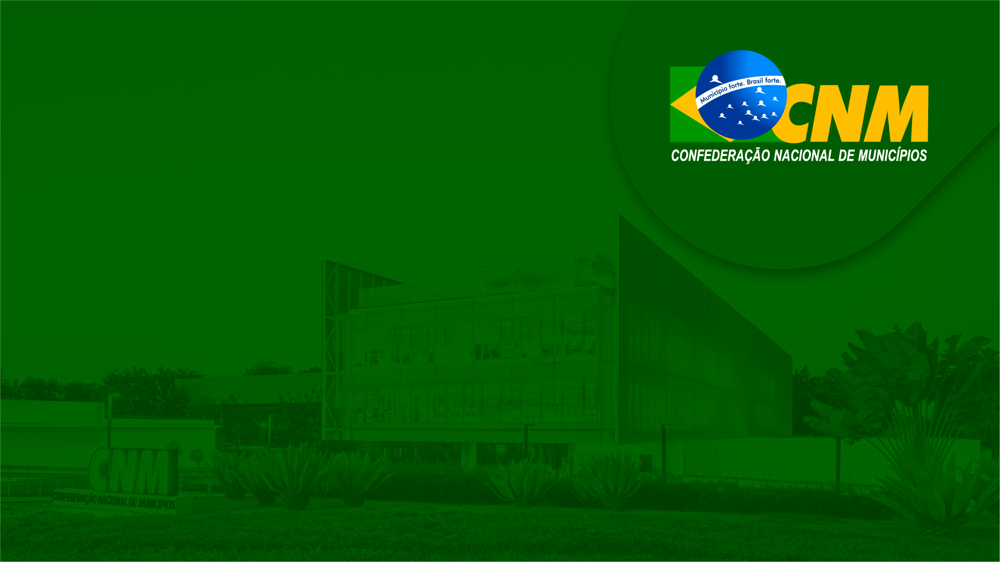 Município forte. Brasil forte.
CNM
CONFEDERAÇÃO NACIONAL DE MUNICÍPIOS
CNM
CONFEDERAÇÃO NACIONAL DE MUNICÍPIOS